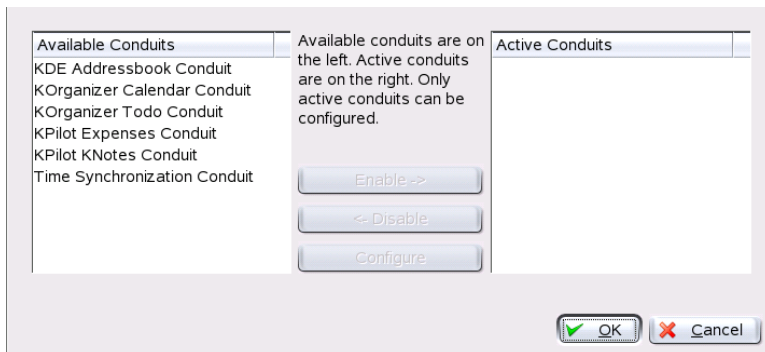 Available Conduits
KDE Addressbook Conduit
KOrganizer Calendar Conduit
KOrganizer Todo Conduit
KPilot Expenses Conduit
KPilot KNotes Conduit
Time Synchronization Conduit
Available conduits are on
the left. Active conduits
are on the right. Only
active conduits can be
configured.
Enable ->
<- Disable
Configure
Active Conduits
OK
Cancel